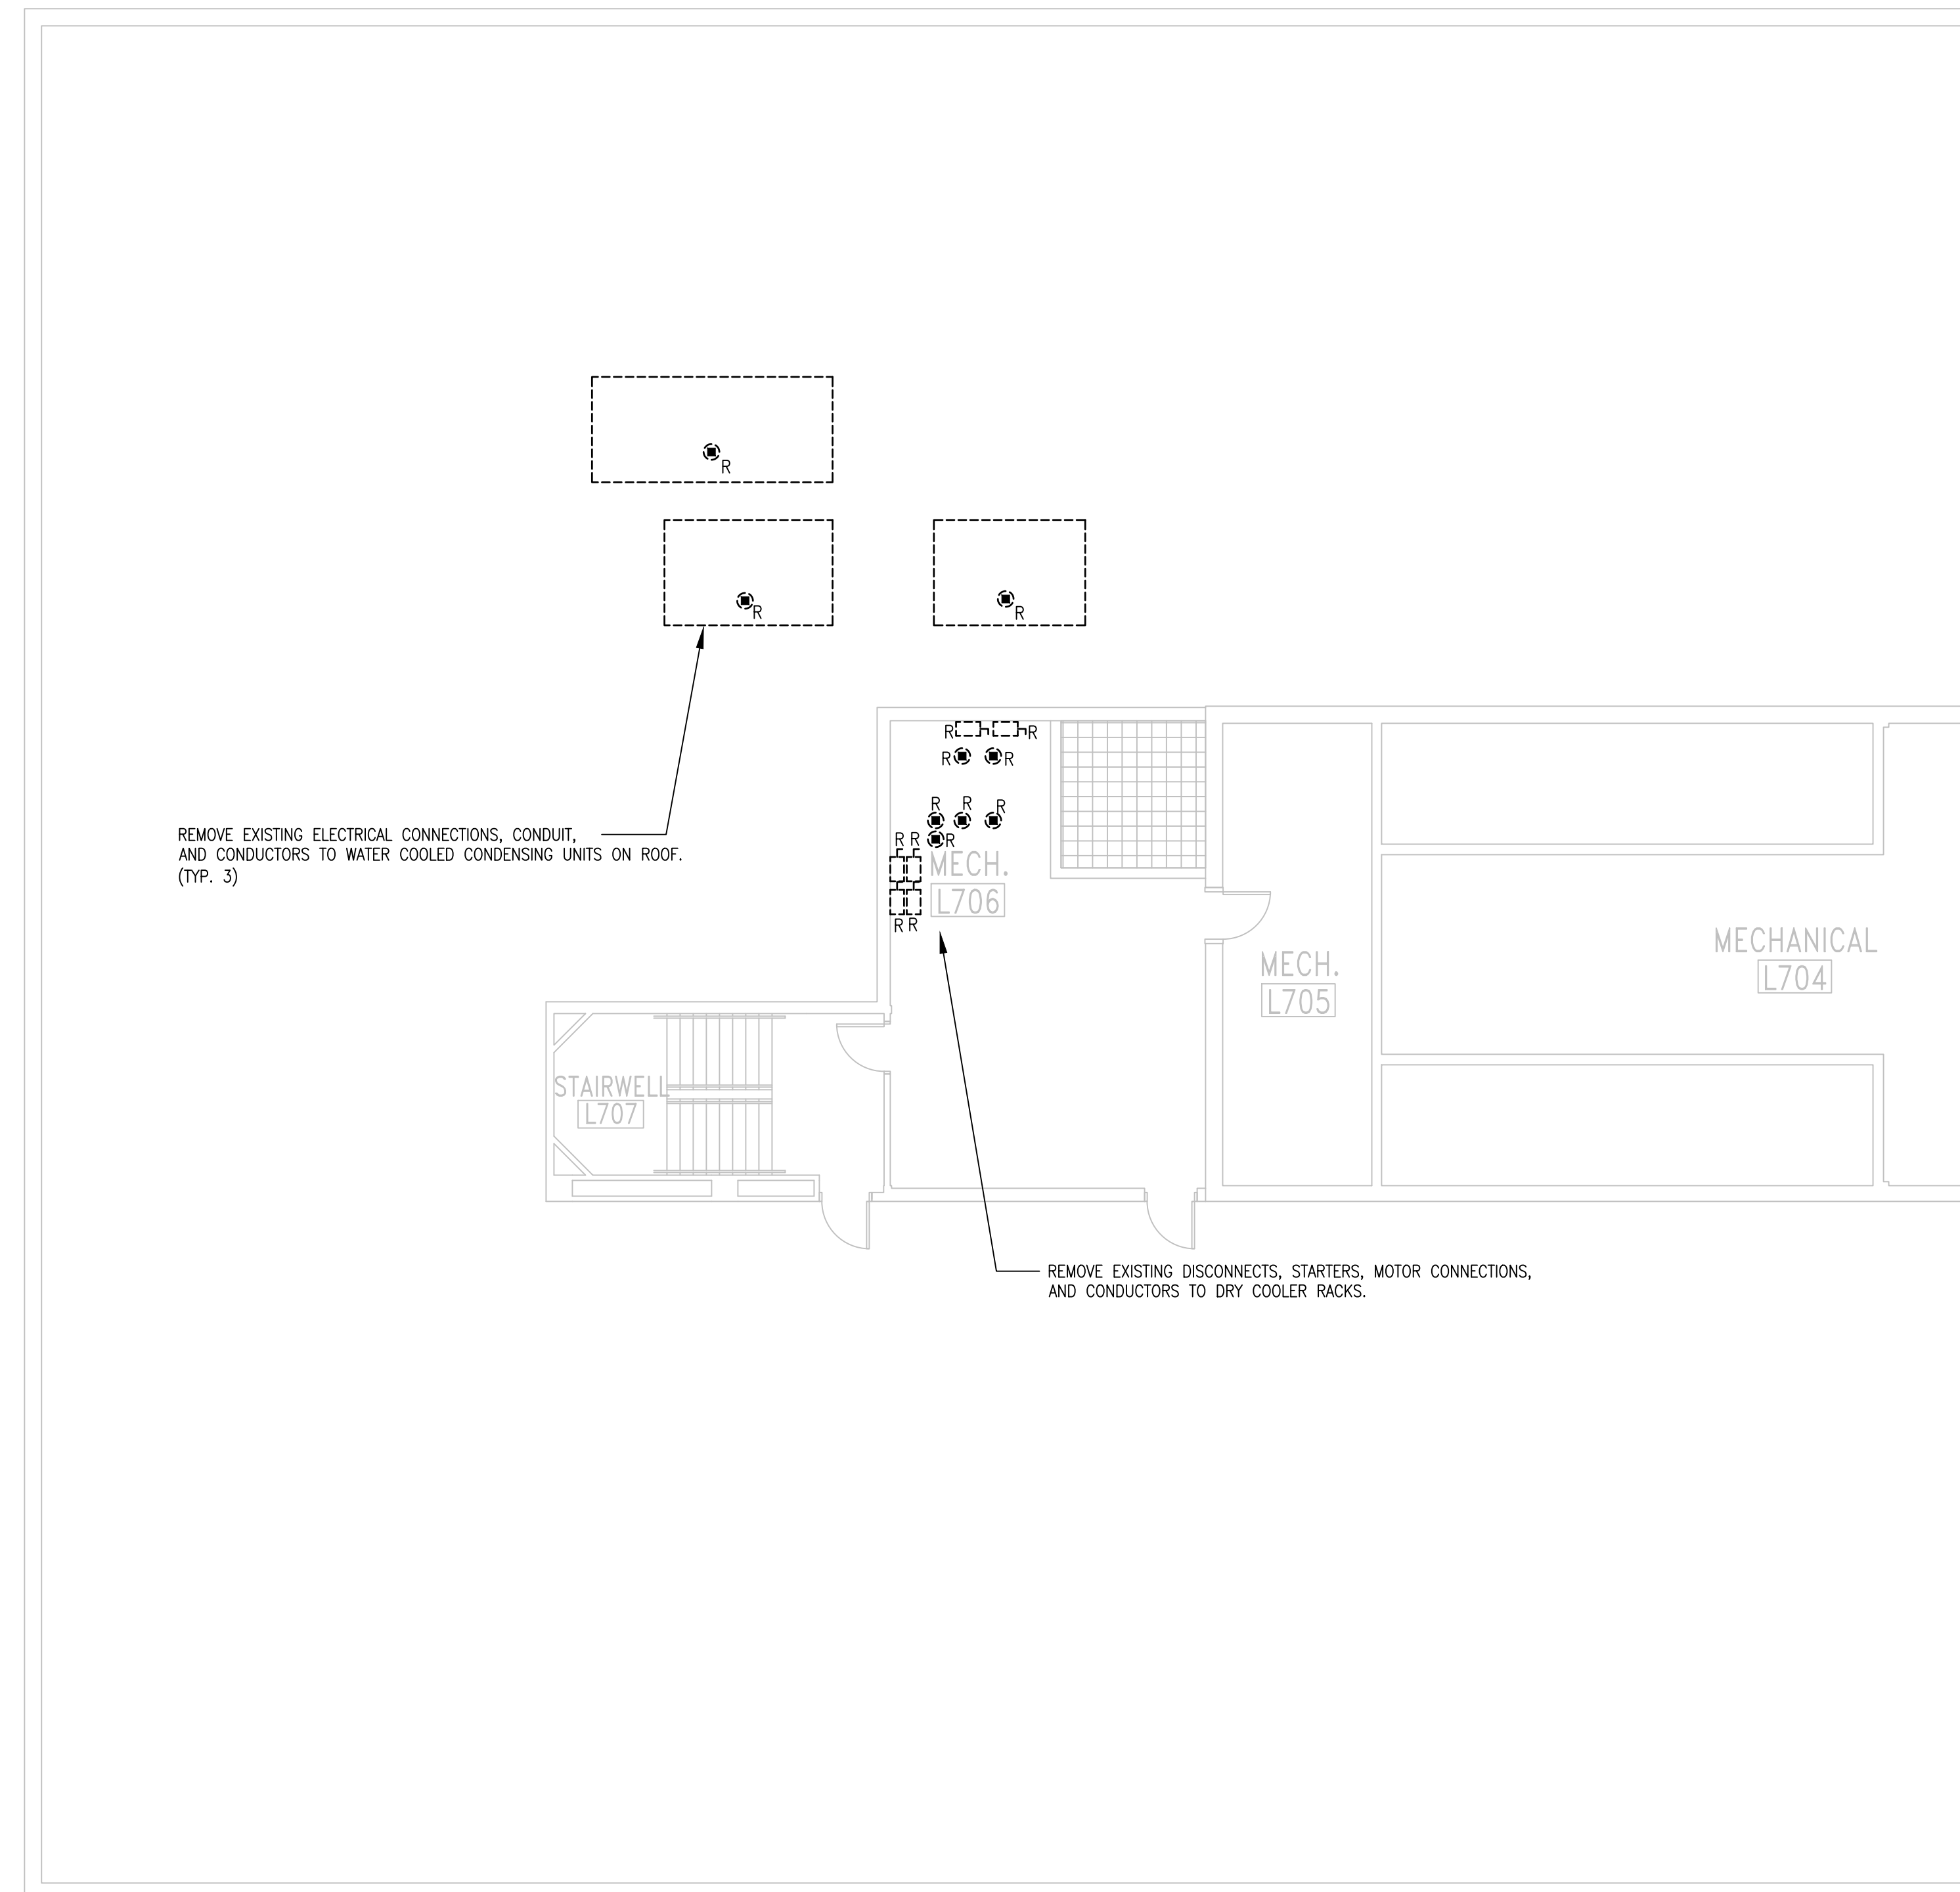 R
R
R
R R
R R
R R R
R R R
REMOVE EXISTING ELECTRICAL CONNECTIONS, CONDUIT,
AND CONDUCTORS TO WATER COOLED CONDENSING UNITS ON ROOF.
(TYP. 3)
MECH.
L706
R R
MECHANICAL
L704
MECH.
L705
STAIRWELL
L707
REMOVE EXISTING DISCONNECTS, STARTERS, MOTOR CONNECTIONS,
AND CONDUCTORS TO DRY COOLER RACKS.